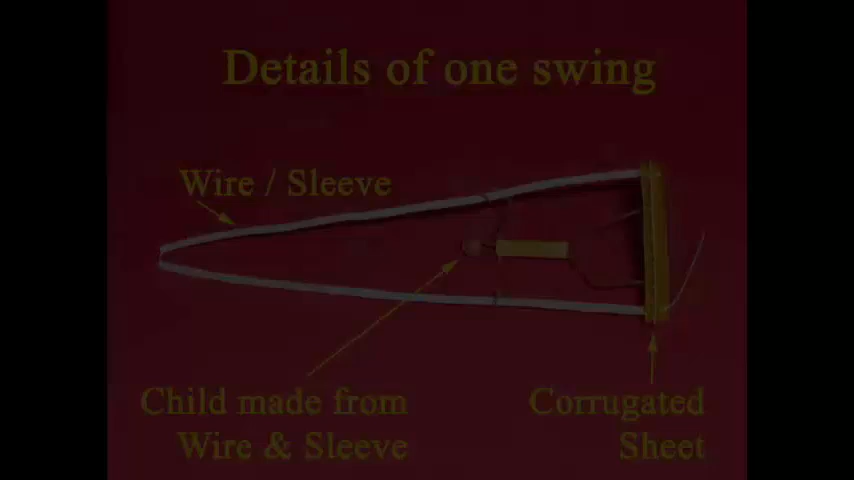 Details of one swing
Wire / Sleeve
Child made from
Wire & Sleeve
Corrugated
Sheet